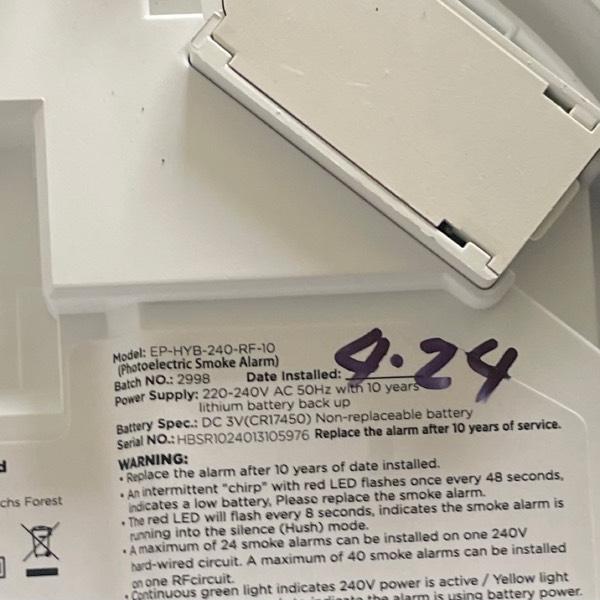 Model: EP-HYB-240-RF-10
(Photoelectric Smoke Alarm)
Batch NO.: 2998 Date Installed: 4.24
Power Supply: 220-240V AC 50Hz with 10 years
lithium battery back up
Battery Spec.: DC 3V(CR17450) Non-replaceable battery
Serial NO.: HBSR1024013105976 Replace the alarm after 10 years of service.
WARNING:
• Replace the alarm after 10 years of date installed.
• An intermittent "chirp" with red LED flashes once every 48 seconds,
indicates a low battery, Please replace the smoke alarm.
• The red LED will flash every 8 seconds, indicates the smoke alarm is
running into the silence (Hush) mode.
• A maximum of 24 smoke alarms can be installed on one 240V
hard-wired circuit. A maximum of 40 smoke alarms can be installed
on one RFcircuit.
• Continuous green light indicates 240V power is active / Yellow light
the alarm is using battery power.
chs Forest